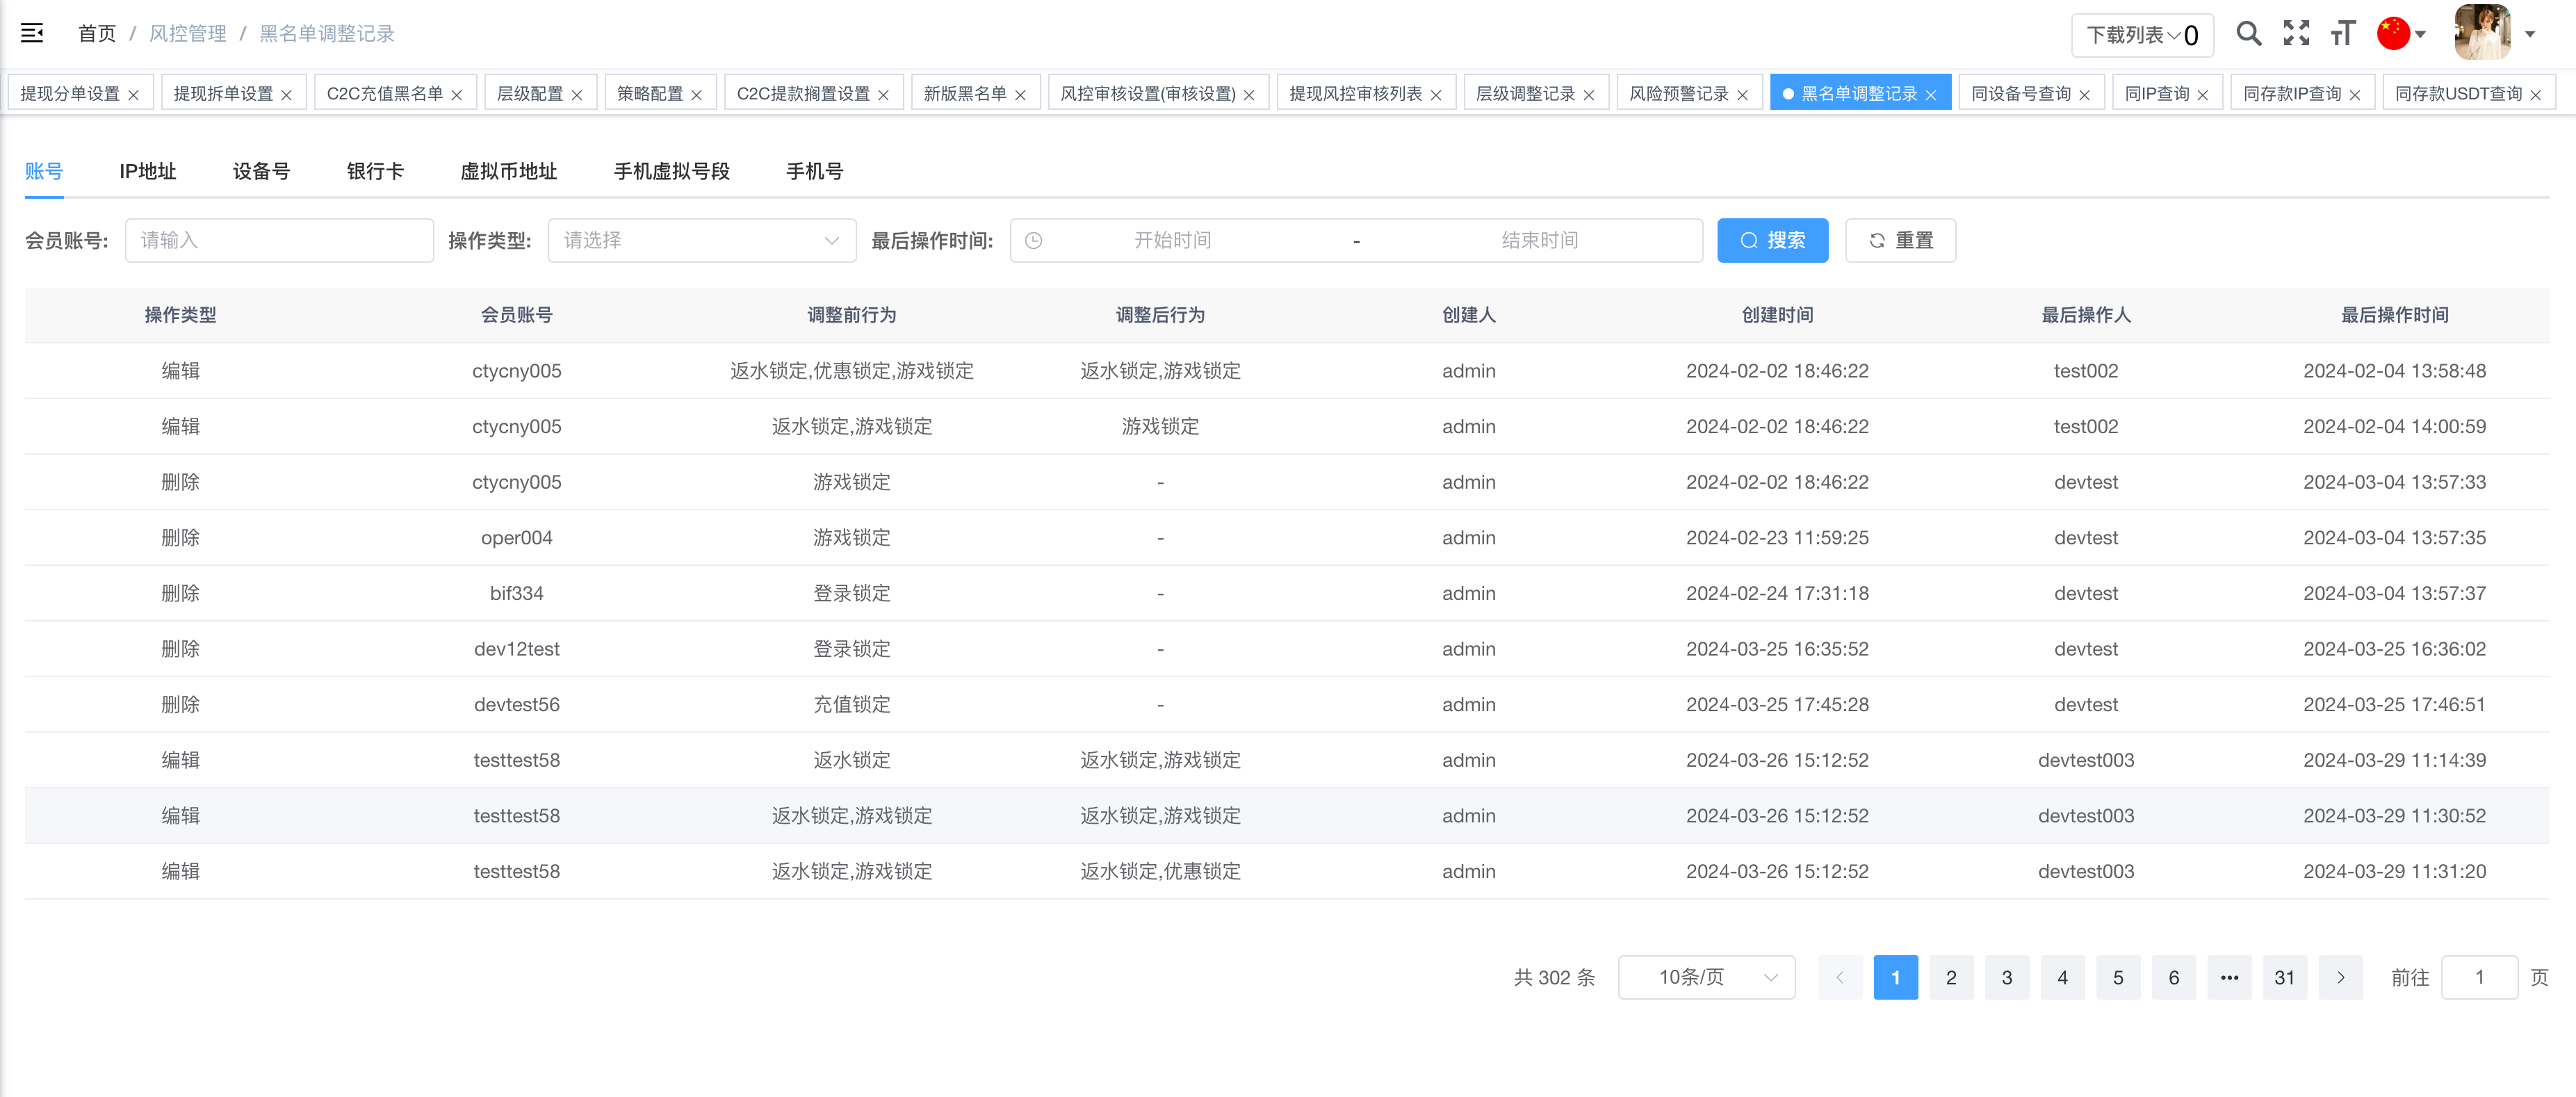 首页 / 风控管理 / 黑名单调整记录
下载列表 0
提现分单设置 提现拆单设置 C2C充值黑名单 层级配置 策略配置 C2C提款搁置设置 新版黑名单 风控审核设置(审核设置) 提现风控审核列表 层级调整记录 风险预警记录 黑名单调整记录 同设备号查询 同IP查询 同存款IP查询 同存款USDT查询
账号 IP地址 设备号 银行卡 虚拟币地址 手机虚拟号段 手机号
会员账号: 请输入 操作类型: 请选择 最后操作时间: 开始时间 - 结束时间 搜索 重置
操作类型 会员账号 调整前行为 调整后行为 创建人 创建时间 最后操作人 最后操作时间
编辑 ctycny005 返水锁定,优惠锁定,游戏锁定 返水锁定,游戏锁定 admin 2024-02-02 18:46:22 test002 2024-02-04 13:58:48
编辑 ctycny005 返水锁定,游戏锁定 游戏锁定 admin 2024-02-02 18:46:22 test002 2024-02-04 14:00:59
删除 ctycny005 游戏锁定 - admin 2024-02-02 18:46:22 devtest 2024-03-04 13:57:33
删除 oper004 游戏锁定 - admin 2024-02-23 11:59:25 devtest 2024-03-04 13:57:35
删除 bif334 登录锁定 - admin 2024-02-24 17:31:18 devtest 2024-03-04 13:57:37
删除 dev12test 登录锁定 - admin 2024-03-25 16:35:52 devtest 2024-03-25 16:36:02
删除 devtest56 充值锁定 - admin 2024-03-25 17:45:28 devtest 2024-03-25 17:46:51
编辑 testtest58 返水锁定 返水锁定,游戏锁定 admin 2024-03-26 15:12:52 devtest003 2024-03-29 11:14:39
编辑 testtest58 返水锁定,游戏锁定 返水锁定,游戏锁定 admin 2024-03-26 15:12:52 devtest003 2024-03-29 11:30:52
编辑 testtest58 返水锁定,游戏锁定 返水锁定,优惠锁定 admin 2024-03-26 15:12:52 devtest003 2024-03-29 11:31:20
共 302 条 10条/页 1 2 3 4 5 6 ••• 31 前往 1 页